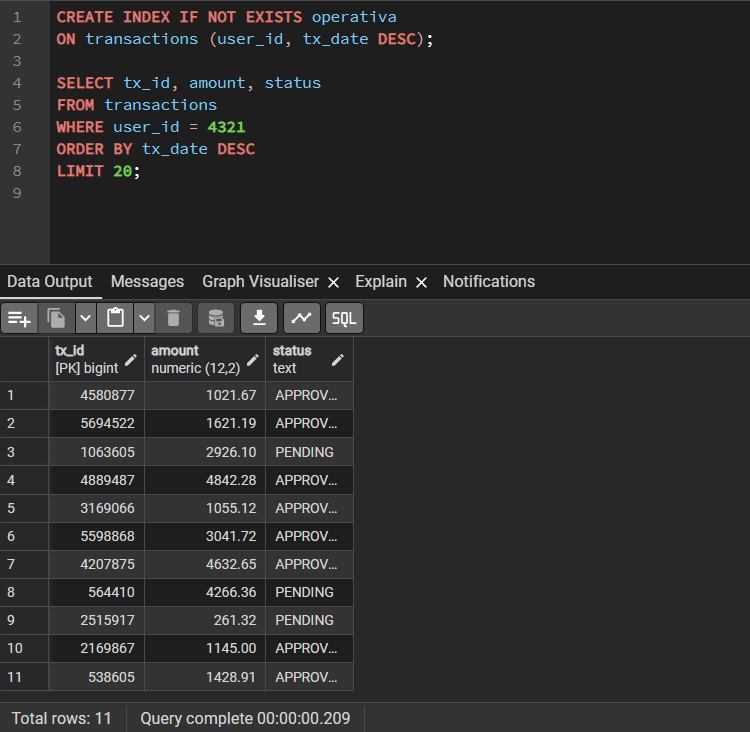 1 CREATE INDEX IF NOT EXISTS operativa
2 ON transactions (user_id, tx_date DESC);
3
4 SELECT tx_id, amount, status
5 FROM transactions
6 WHERE user_id = 4321
7 ORDER BY tx_date DESC
8 LIMIT 20;
9
Data Output Messages Graph Visualiser × Explain × Notifications
SQL
tx_id amount status
[PK] bigint numeric (12,2) text
1 4580877 1021.67 APPROV…
2 5694522 1621.19 APPROV…
3 1063605 2926.10 PENDING
4 4889487 4842.28 APPROV…
5 3169066 1055.12 APPROV…
6 5598868 3041.72 APPROV…
7 4207875 4632.65 APPROV…
8 564410 4266.36 PENDING
9 2515917 261.32 PENDING
10 2169867 1145.00 APPROV…
11 538605 1428.91 APPROV…
Total rows: 11 Query complete 00:00:00.209